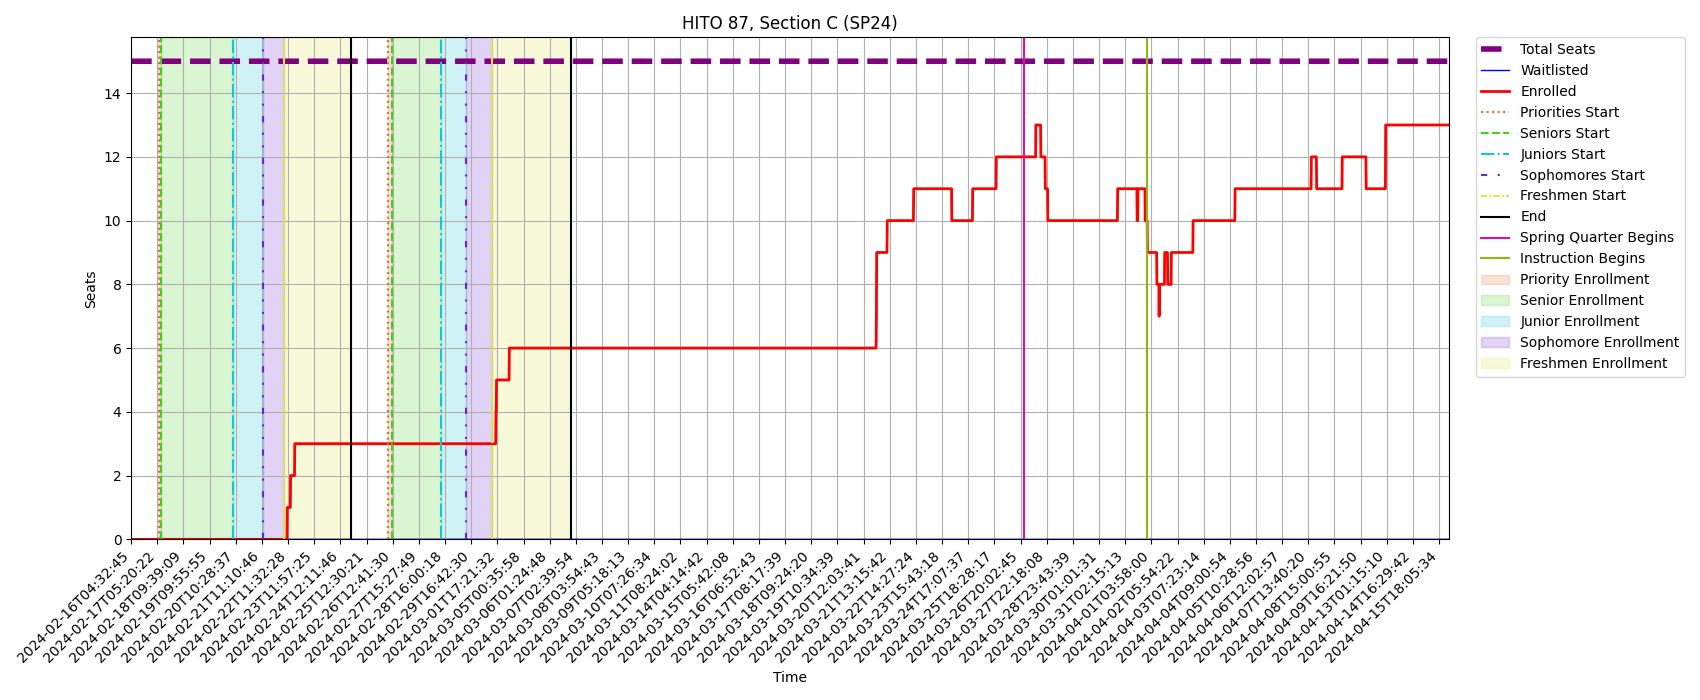 HITO 87, Section C (SP24)
Seats
14
12
10
8
6
4
2
0
2024-02-16T04:32:45
2024-02-17T05:20:22
2024-02-18T09:39:09
2024-02-19T09:55:55
2024-02-20T10:28:37
2024-02-21T11:10:46
2024-02-22T11:32:28
2024-02-23T11:57:25
2024-02-24T12:11:46
2024-02-25T12:30:21
2024-02-26T12:41:30
2024-02-27T15:27:49
2024-02-28T16:00:18
2024-02-29T16:42:30
2024-03-01T17:21:32
2024-03-05T00:35:58
2024-03-06T01:24:48
2024-03-07T02:39:54
2024-03-08T03:54:43
2024-03-09T05:18:13
2024-03-10T07:26:34
2024-03-11T08:24:02
2024-03-14T04:14:42
2024-03-15T05:42:08
2024-03-16T06:52:43
2024-03-17T08:17:39
2024-03-18T09:24:20
2024-03-19T10:34:39
2024-03-20T12:03:41
2024-03-21T13:15:42
2024-03-22T14:27:24
2024-03-23T15:43:18
2024-03-24T17:07:37
2024-03-25T18:28:17
2024-03-26T20:02:45
2024-03-27T22:18:08
2024-03-28T23:43:39
2024-03-30T01:01:31
2024-03-31T02:15:13
2024-04-01T03:58:00
2024-04-02T05:54:22
2024-04-03T07:23:14
2024-04-04T09:00:54
2024-04-05T10:28:56
2024-04-06T12:02:57
2024-04-07T13:40:20
2024-04-08T15:00:55
2024-04-09T16:21:50
2024-04-13T01:15:10
2024-04-14T16:29:42
2024-04-15T18:05:34
Time
Total Seats
Waitlisted
Enrolled
Priorities Start
Seniors Start
Juniors Start
Sophomores Start
Freshmen Start
End
Spring Quarter Begins
Instruction Begins
Priority Enrollment
Senior Enrollment
Junior Enrollment
Sophomore Enrollment
Freshmen Enrollment